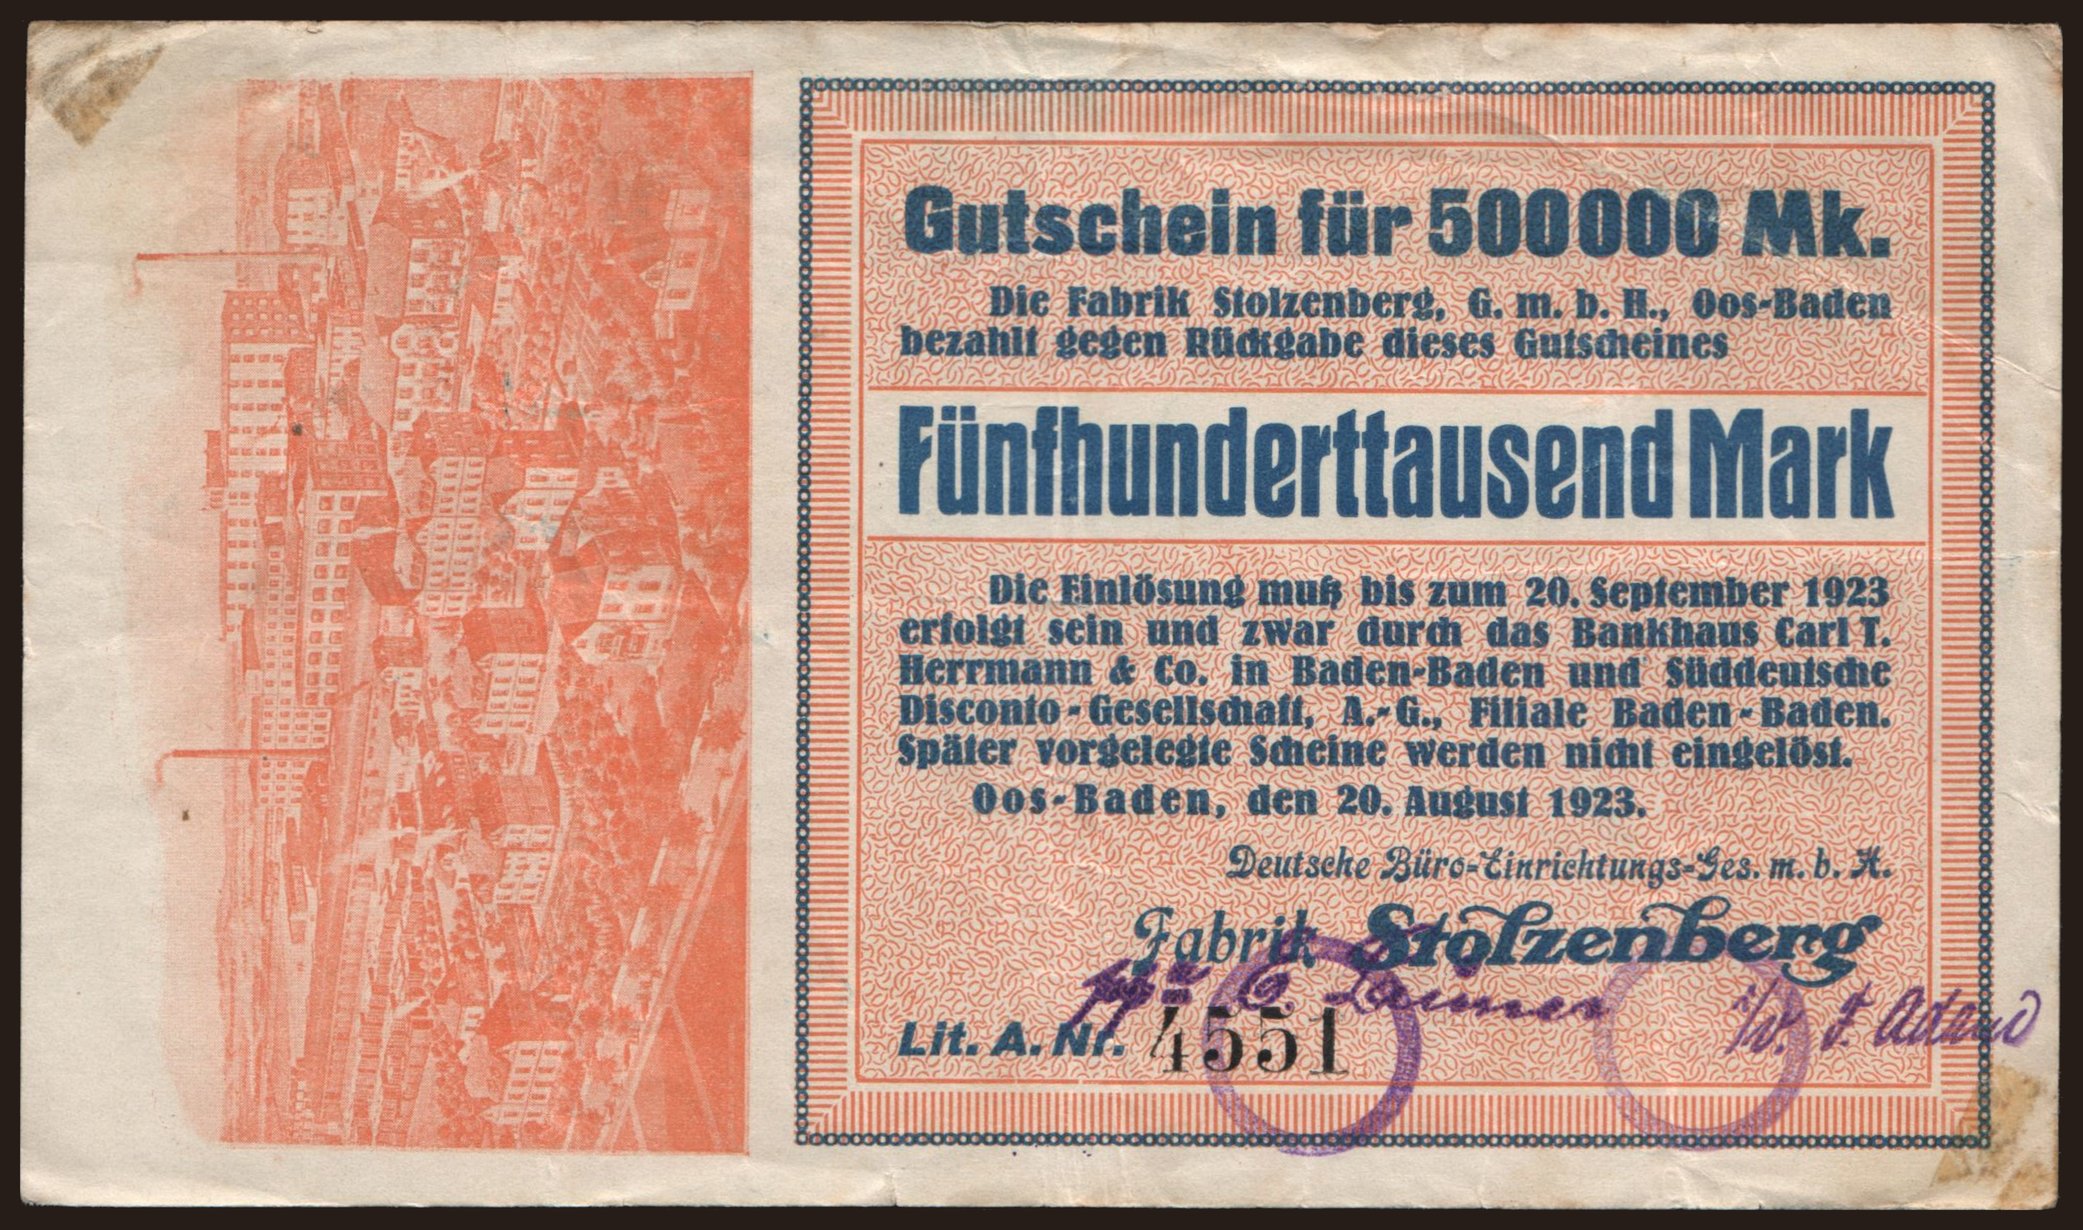 Gutschein für 500000 Mk.
Die Fabrik Stolzenberg, G. m. b. H., Oos-Baden
bezahlt gegen Rückgabe dieses Gutscheines
Fünfhunderttausend Mark
Die Einlösung muß bis zum 20. September 1923
erfolgt sein und zwar durch das Bankhaus Carl T.
Herrmann & Co. in Baden-Baden und Süddeutsche
Disconto-Gesellschaft, A.-G., Filiale Baden-Baden.
Später vorgelegte Scheine werden nicht eingelöst.
Oos-Baden, den 20. August 1923.
Deutsche Büro-Einrichtungs-Ges. m. b. H.
Fabrik Stolzenberg
Lit. A. Nr. 4551